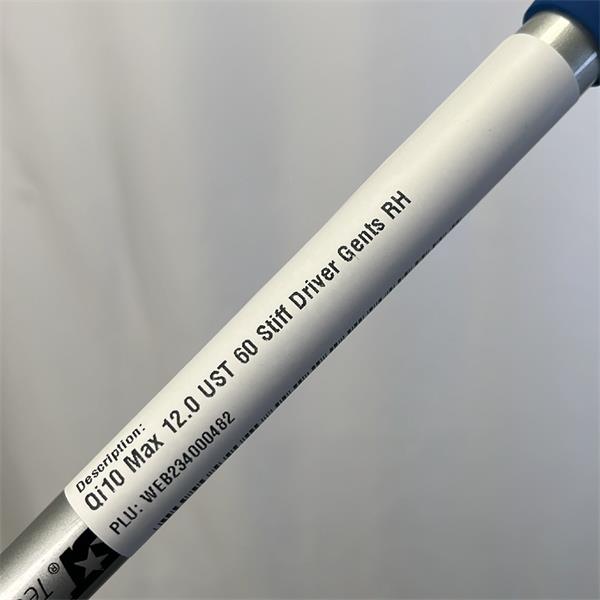 Description:
Qi10 Max 12.0 UST 60 Stiff Driver Gents RH
PLU: WEB234000482